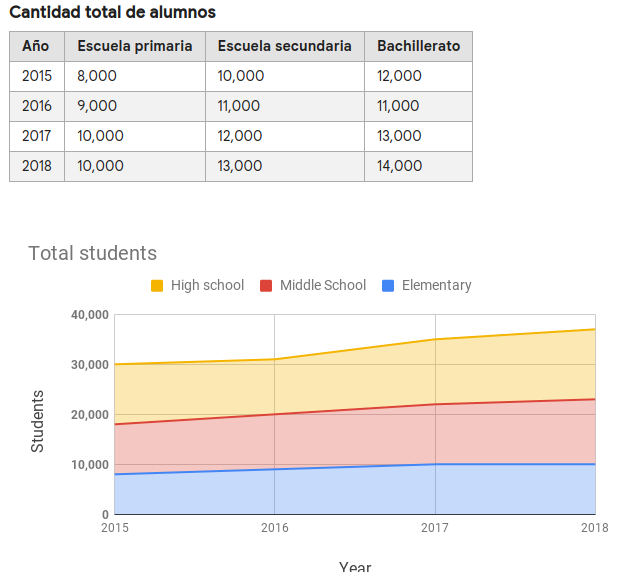 Cantidad total de alumnos
Año Escuela primaria Escuela secundaria Bachillerato
2015 8,000 10,000 12,000
2016 9,000 11,000 11,000
2017 10,000 12,000 13,000
2018 10,000 13,000 14,000
Total students
High school Middle School Elementary
40,000
30,000
20,000
10,000
0
Students
2015 2016 2017 2018
Year